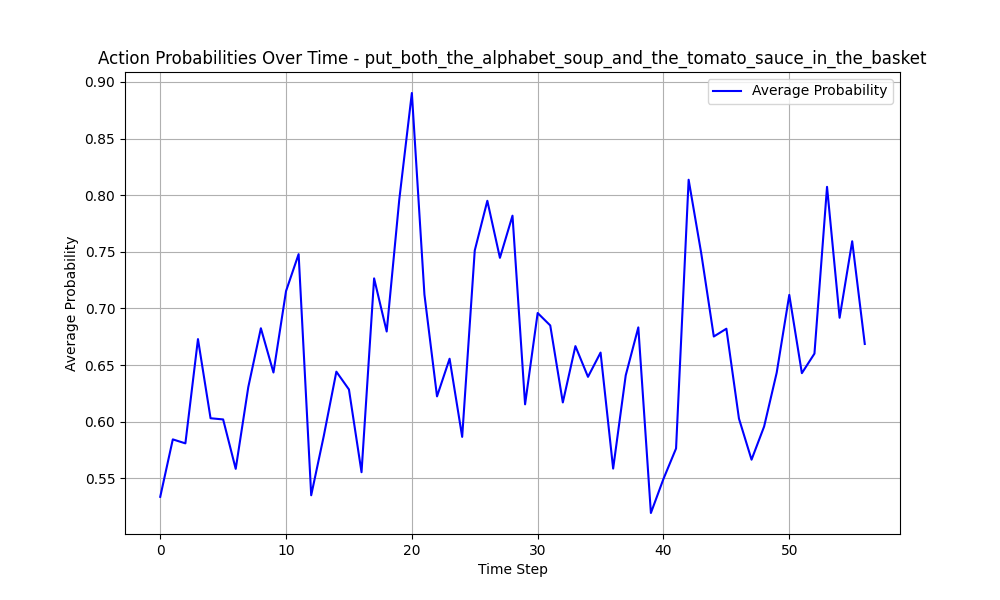 Action Probabilities Over Time - put_both_the_alphabet_soup_and_the_tomato_sauce_in_the_basket
Average Probability
0.90
0.85
0.80
0.75
0.70
0.65
0.60
0.55
Average Probability
0 10 20 30 40 50
Time Step